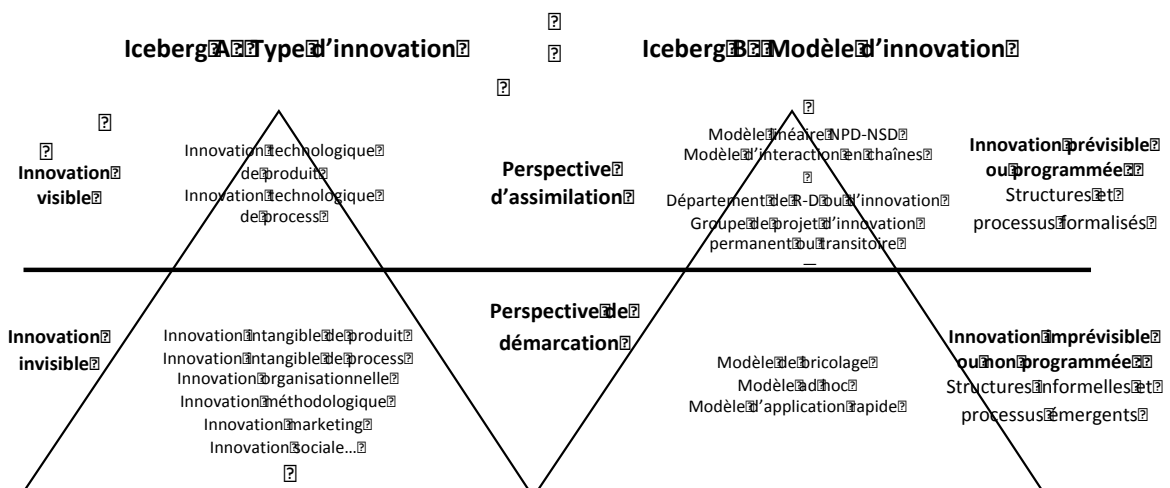 Iceberg A : Type d'innovation
Iceberg B : Modèle d'innovation
Innovation
visible
Innovation technologique
de produit
Innovation technologique
de process
Perspective
d'assimilation
Modèle linéaire NPD-NSD
Modèle d'interaction en chaînes
Département de R-D ou d'innovation
Groupe de projet d'innovation
permanent ou transitoire
Innovation prévisible
ou programmée
Structures et
processus formalisés
Innovation
invisible
Innovation intangible de produit
Innovation intangible de process
Innovation organisationnelle
Innovation méthodologique
Innovation marketing
Innovation sociale…
Perspective de
démarcation
Modèle de bricolage
Modèle ad hoc
Modèle d'application rapide
Innovation imprévisible
ou non programmée
Structures informelles et
processus émergents